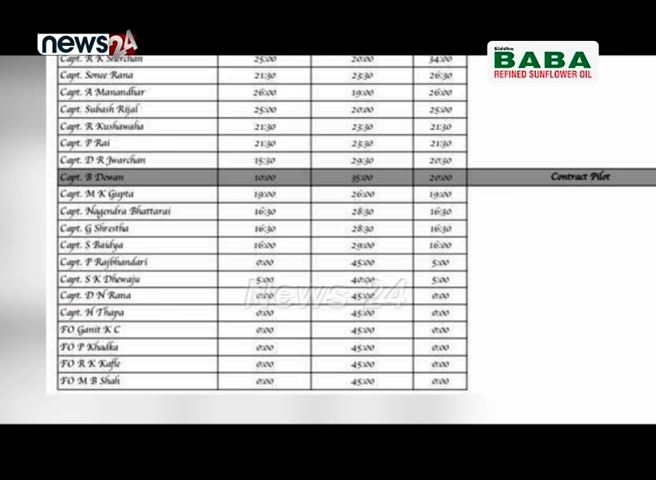 news24
Siddha
BABA
REFINED SUNFLOWER OIL
Capt. R K Sherchan 25:00 20:00 34:00
Capt. Sonee Rana 21:30 23:30 26:30
Capt. A Manandhar 26:00 19:00 26:00
Capt. Subash Rijal 25:00 20:00 25:00
Capt. R Kushawaha 21:30 23:30 21:30
Capt. P Rai 21:30 23:30 21:30
Capt. D R Jwarchan 15:30 29:30 20:30
Capt. B Dewan 10:00 35:00 20:00 Contract Pilot
Capt. M K Gupta 19:00 26:00 19:00
Capt. Nagendra Bhattarai 16:30 28:30 16:30
Capt. G Shrestha 16:30 28:30 16:30
Capt. S Baidya 16:00 29:00 16:00
Capt. P Rajbhandari 0:00 45:00 5:00
Capt. S K Dhewaju 5:00 40:00 5:00
Capt. D N Rana 0:00 45:00 0:00
Capt. H Thapa 0:00 45:00 0:00
FO Ganit K C 0:00 45:00 0:00
FO P Khadka 0:00 45:00 0:00
FO R K Kafle 0:00 45:00 0:00
FO M B Shah 0:00 45:00 0:00
News-24